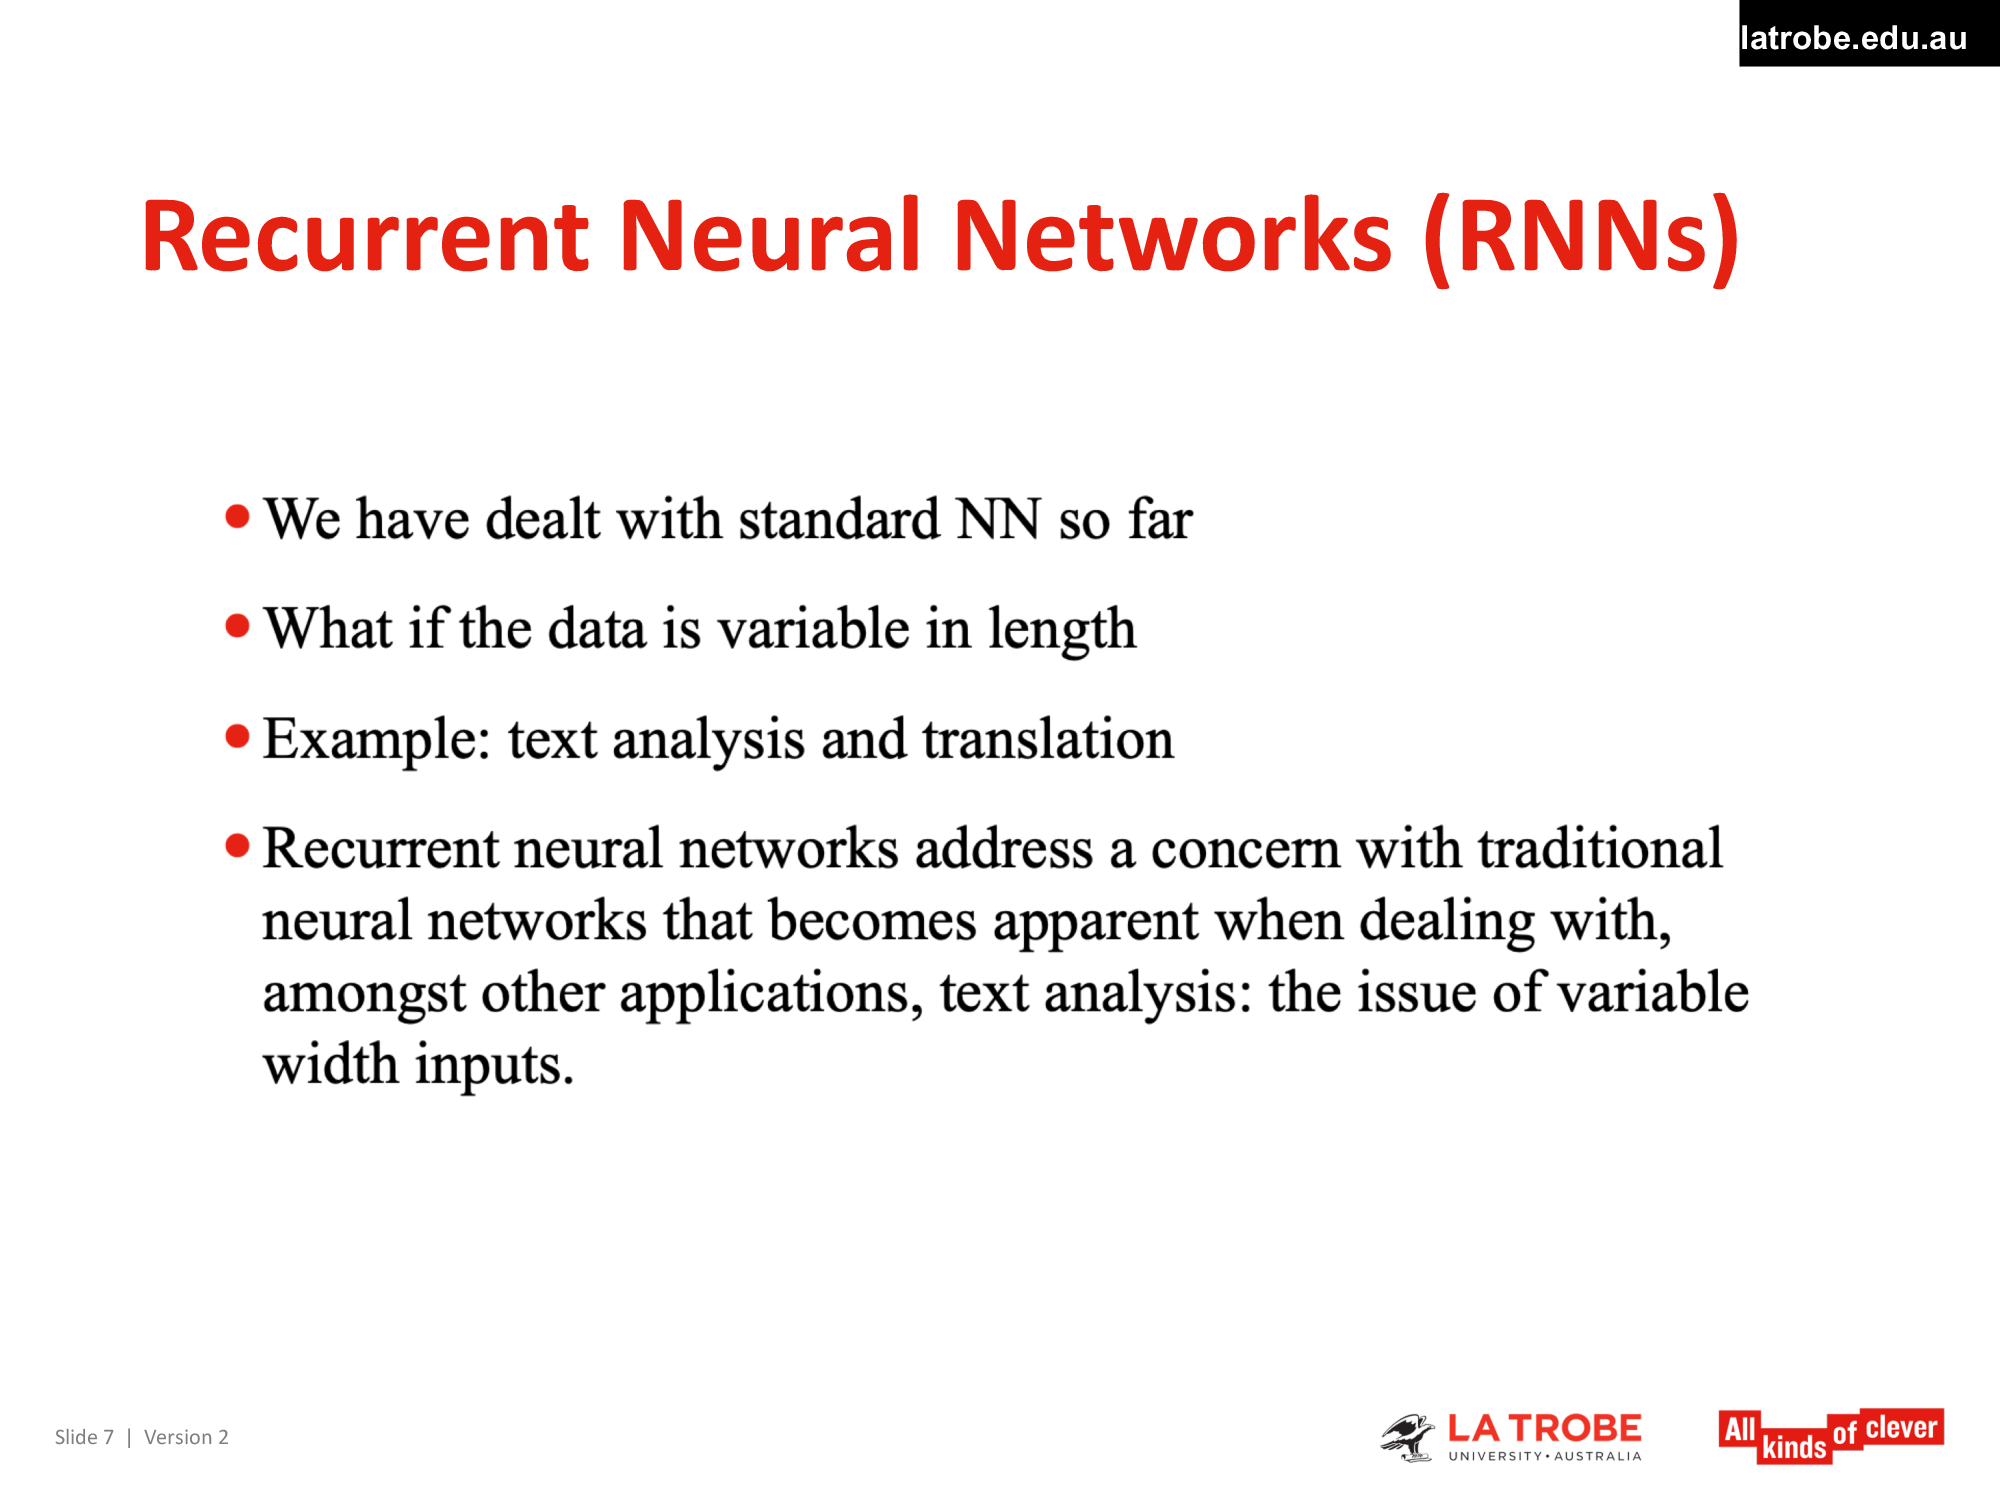 latrobe.edu.au
Recurrent Neural Networks (RNNs)
• We have dealt with standard NN so far
• What if the data is variable in length
• Example: text analysis and translation
• Recurrent neural networks address a concern with traditional
neural networks that becomes apparent when dealing with,
amongst other applications, text analysis: the issue of variable
width inputs.
Slide 7 | Version 2
LA TROBE
UNIVERSITY • AUSTRALIA
All kinds of clever